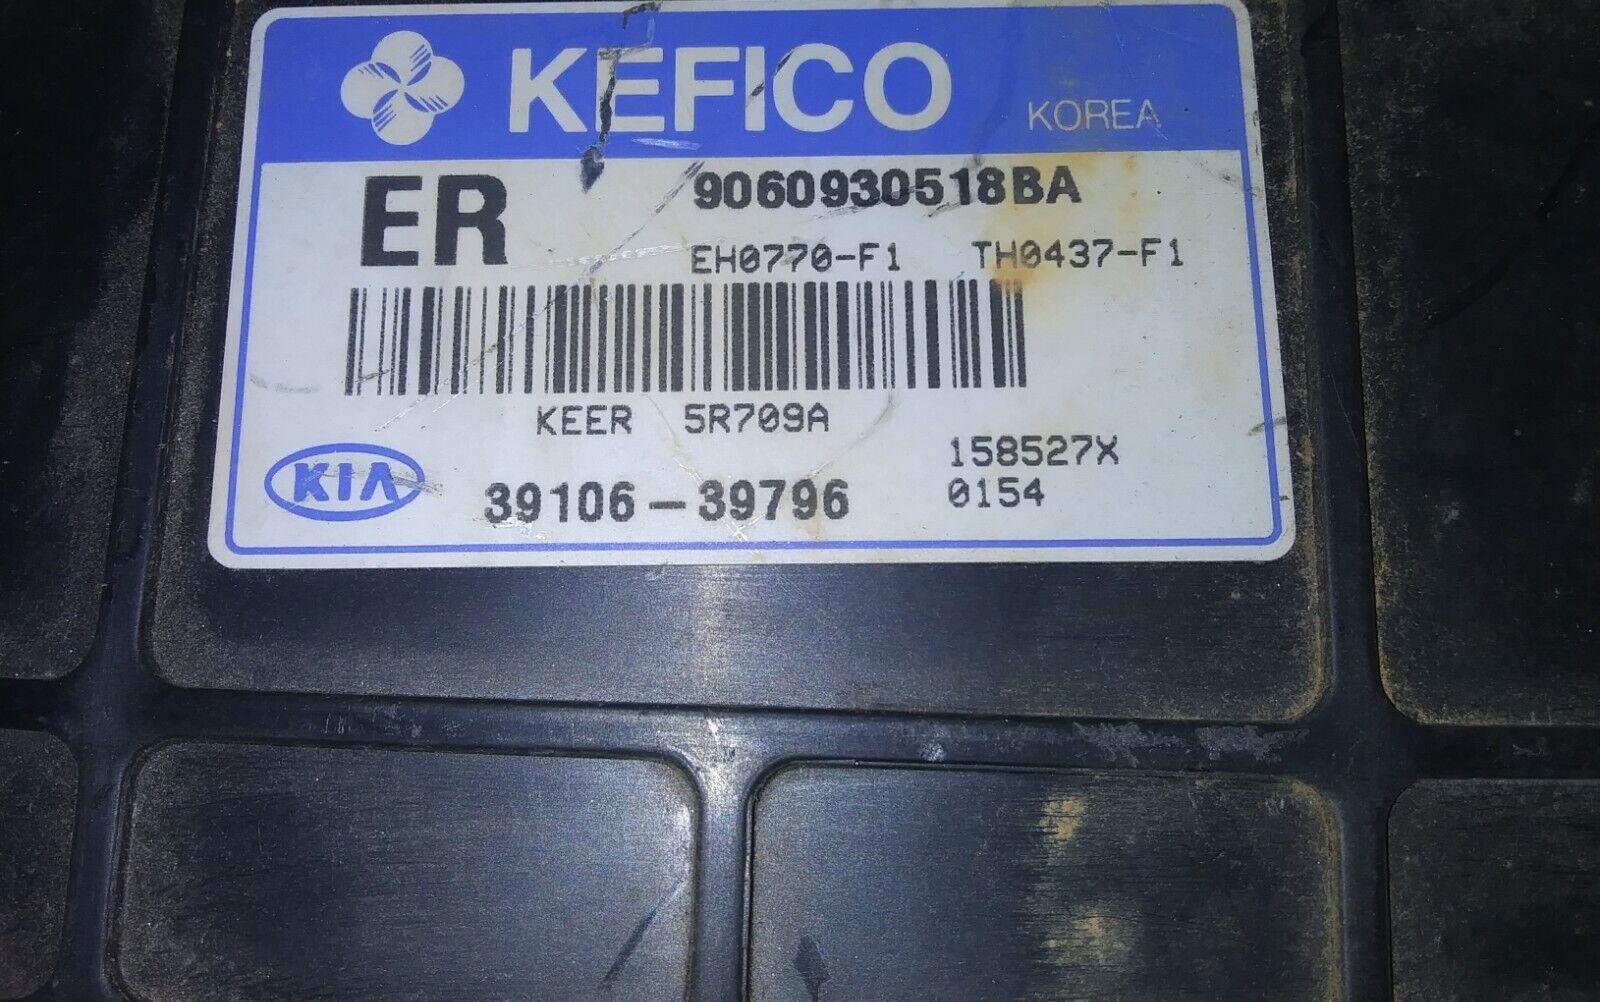 KEFICO KOREA
ER 9060930518BA
EH0770-F1 TH0437-F1
KEER 5R709A
158527X
KIA 39106-39796 0154